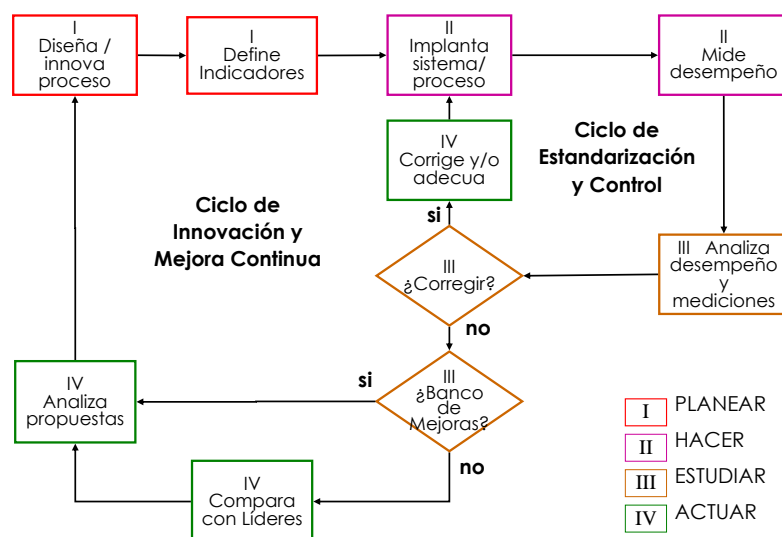 I
Diseña /
innova
proceso
I
Define
Indicadores
II
Implanta
sistema/
proceso
II
Mide
desempeño
IV
Corrige y/o
adecua
Ciclo de
Estandarización
y Control
Ciclo de
Innovación y
Mejora Continua
si
III
¿Corregir?
III Analiza
desempeño
y
mediciones
no
si
III
¿Banco
de
Mejoras?
no
IV
Analiza
propuestas
IV
Compara
con Líderes
I PLANEAR
II HACER
III ESTUDIAR
IV ACTUAR